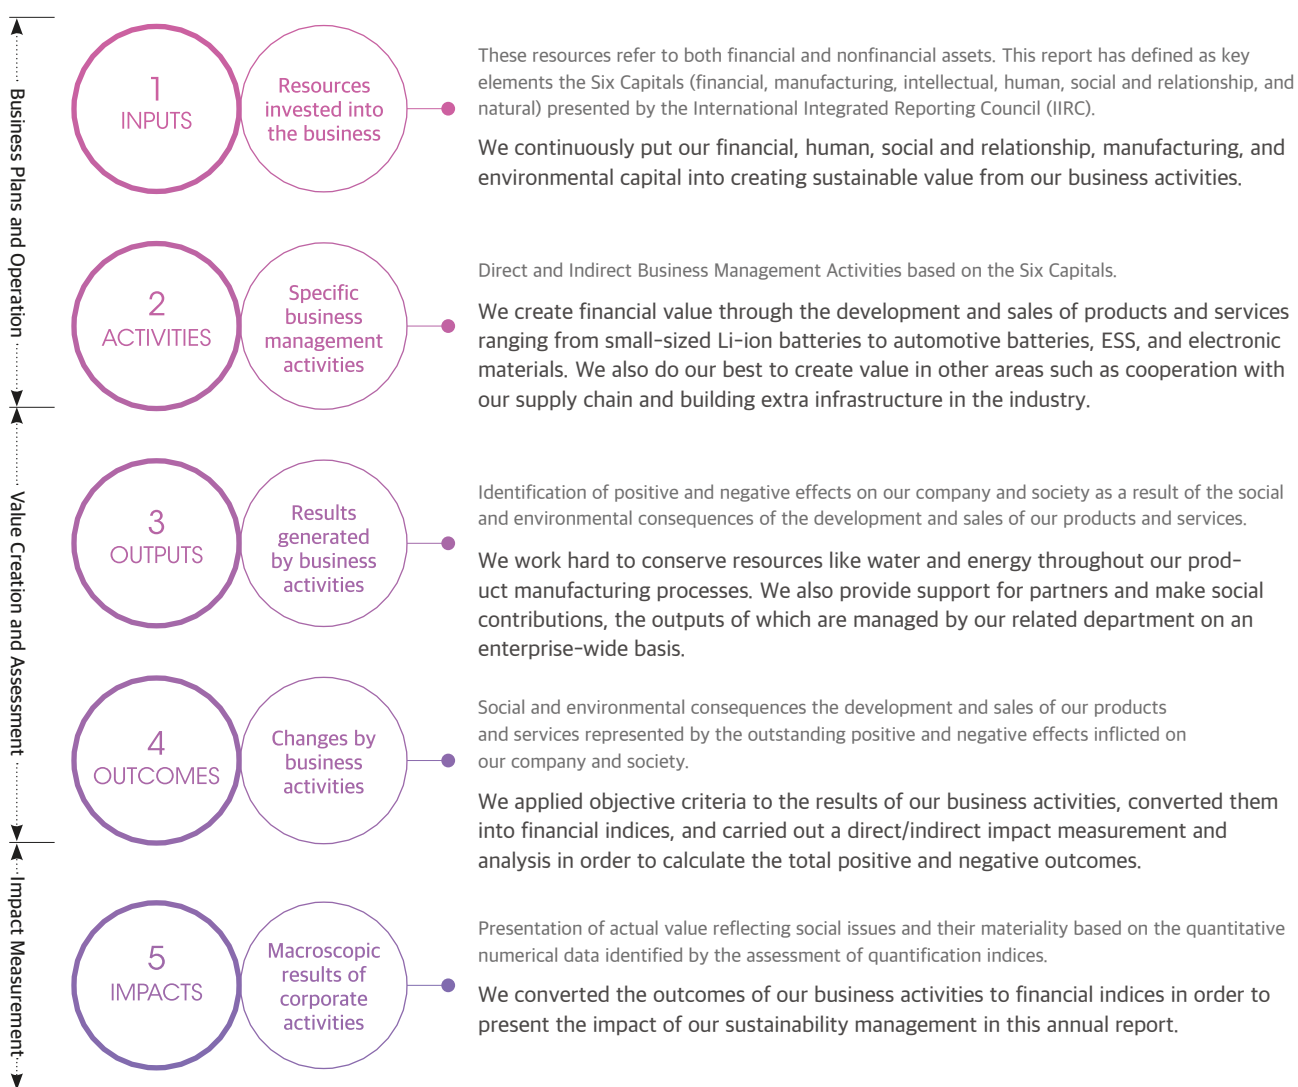 Business Plans and Operation
1
INPUTS
Resources
invested into
the business
These resources refer to both financial and nonfinancial assets. This report has defined as key
elements the Six Capitals (financial, manufacturing, intellectual, human, social and relationship, and
natural) presented by the International Integrated Reporting Council (IIRC).
We continuously put our financial, human, social and relationship, manufacturing, and
environmental capital into creating sustainable value from our business activities.
2
ACTIVITIES
Specific
business
management
activities
Direct and Indirect Business Management Activities based on the Six Capitals.
We create financial value through the development and sales of products and services
ranging from small-sized Li-ion batteries to automotive batteries, ESS, and electronic
materials. We also do our best to create value in other areas such as cooperation with
our supply chain and building extra infrastructure in the industry.
Value Creation and Assessment
3
OUTPUTS
Results
generated
by business
activities
Identification of positive and negative effects on our company and society as a result of the social
and environmental consequences of the development and sales of our products and services.
We work hard to conserve resources like water and energy throughout our prod-
uct manufacturing processes. We also provide support for partners and make social
contributions, the outputs of which are managed by our related department on an
enterprise-wide basis.
4
OUTCOMES
Changes by
business
activities
Social and environmental consequences the development and sales of our products
and services represented by the outstanding positive and negative effects inflicted on
our company and society.
We applied objective criteria to the results of our business activities, converted them
into financial indices, and carried out a direct/indirect impact measurement and
analysis in order to calculate the total positive and negative outcomes.
Impact Measurement
5
IMPACTS
Macroscopic
results of
corporate
activities
Presentation of actual value reflecting social issues and their materiality based on the quantitative
numerical data identified by the assessment of quantification indices.
We converted the outcomes of our business activities to financial indices in order to
present the impact of our sustainability management in this annual report.